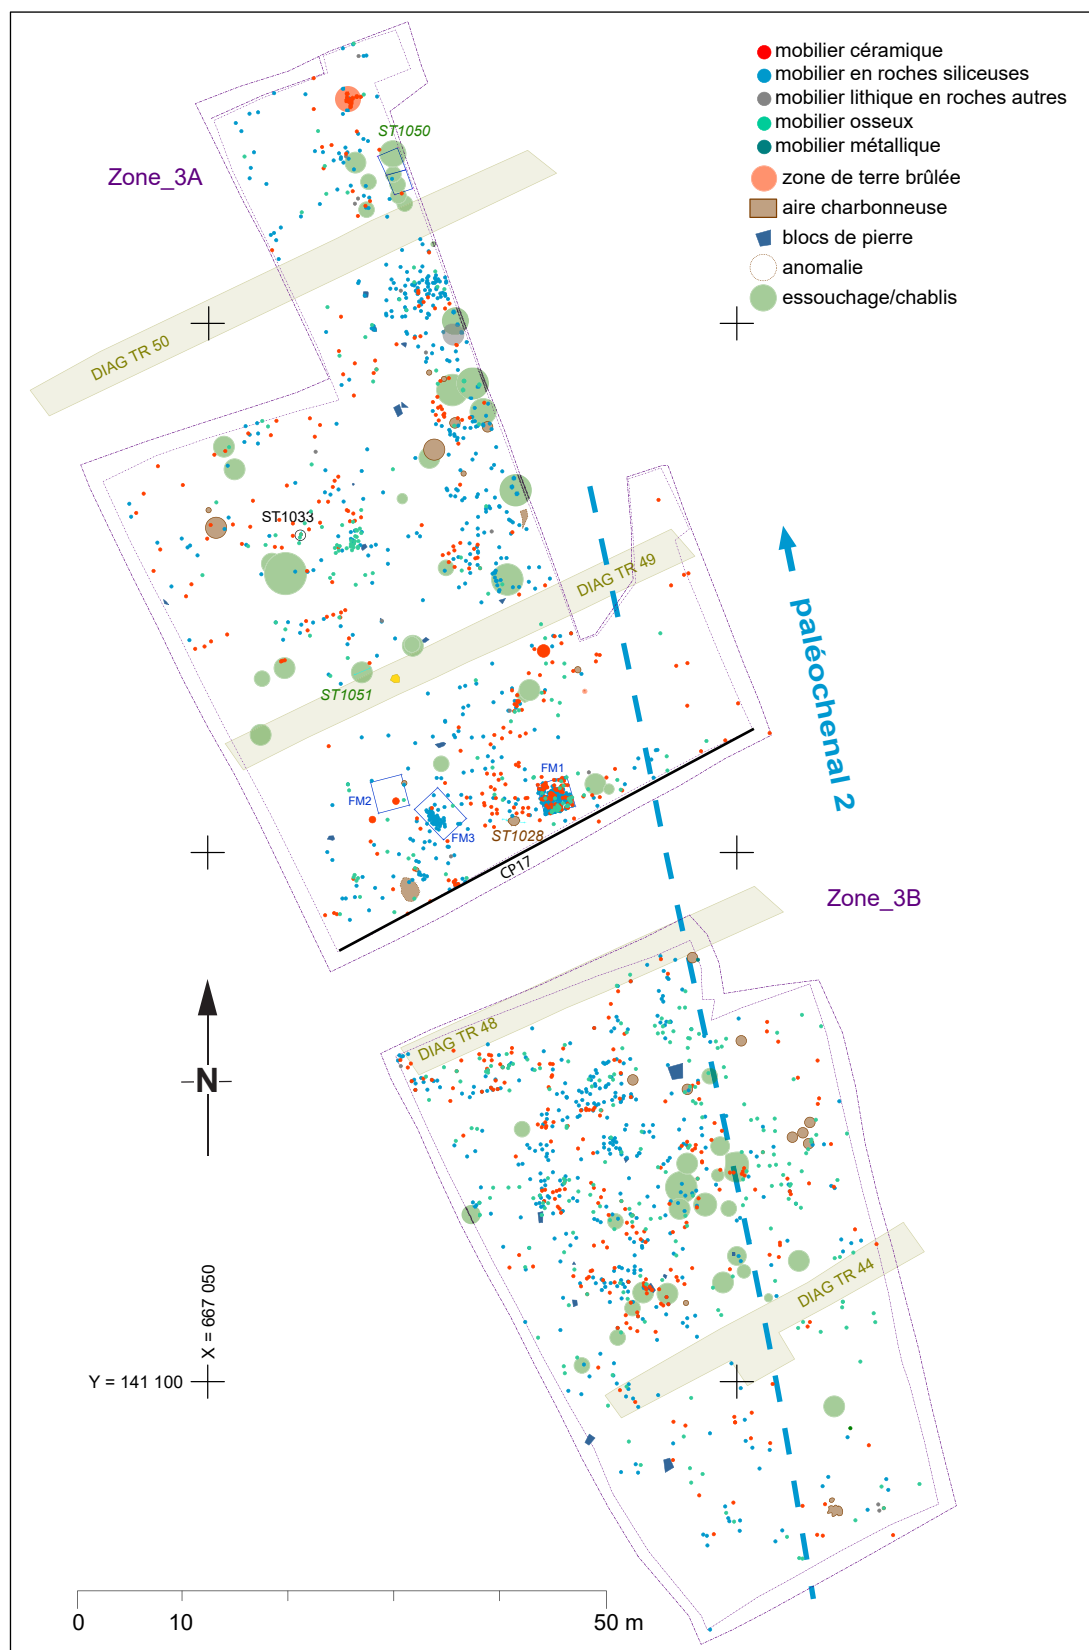 mobilier céramique
mobilier en roches siliceuses
mobilier lithique en roches autres
mobilier osseux
mobilier métallique
zone de terre brûlée
aire charbonneuse
blocs de pierre
anomalie
essouchage/chablis
ST1050
Zone_3A
DIAG TR 50
ST1033
DIAG TR 49
paléochenal 2
ST1051
FM1
FM2
FM3
ST1028
CP17
Zone_3B
N
DIAG TR 48
DIAG TR 44
X = 667 050
Y = 141 100
0 10 50 m